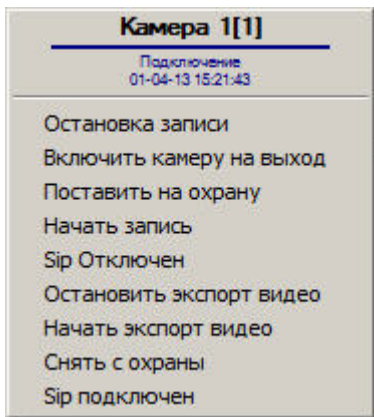 Камера 1[1]
Подключение
01-04-13 15:21:43
Остановка записи
Включить камеру на выход
Поставить на охрану
Начать запись
Sip Отключен
Остановить экспорт видео
Начать экспорт видео
Снять с охраны
Sip подключен